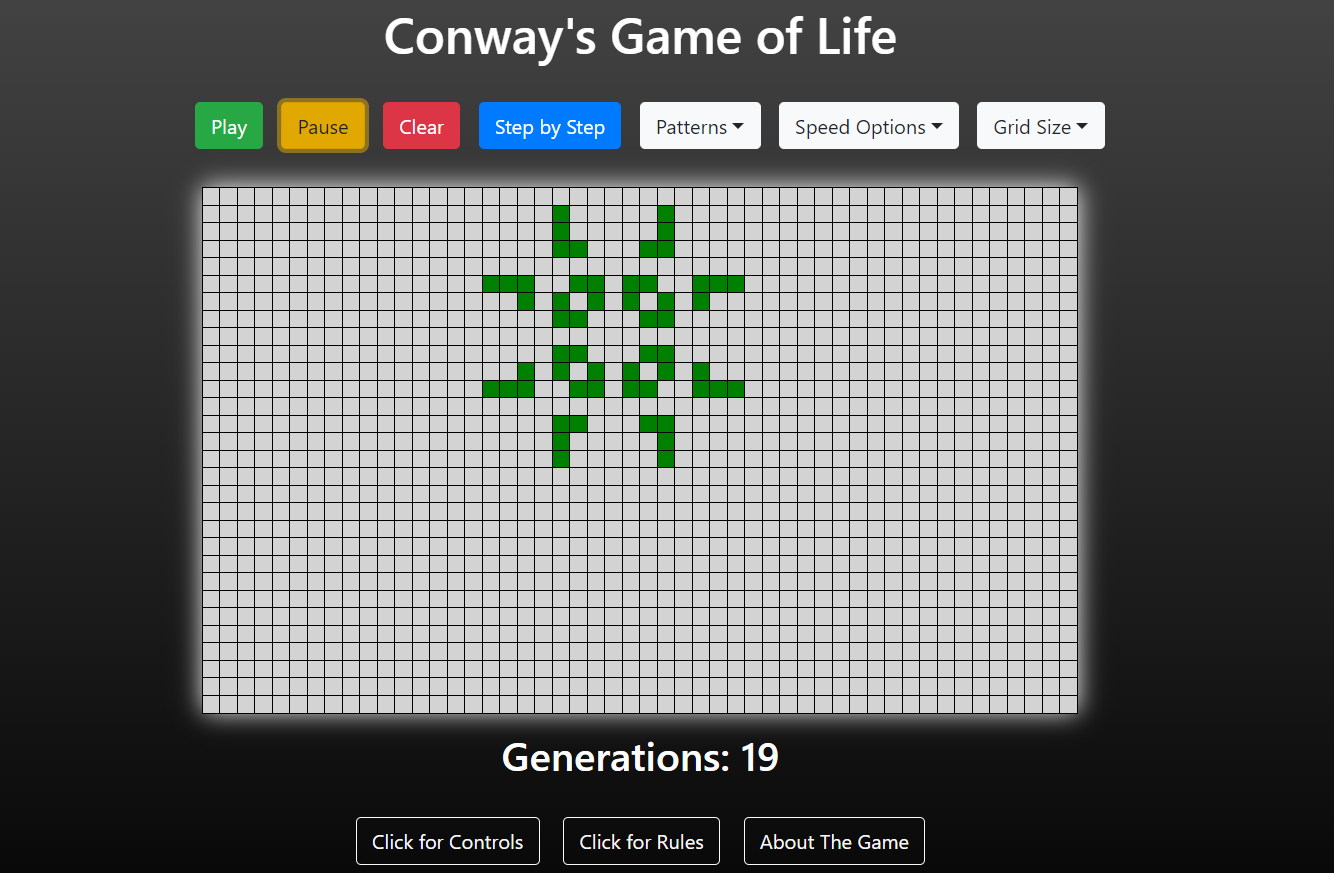 Conway's Game of Life
Play Pause Clear Step by Step Patterns Speed Options Grid Size
Generations: 19
Click for Controls Click for Rules About The Game